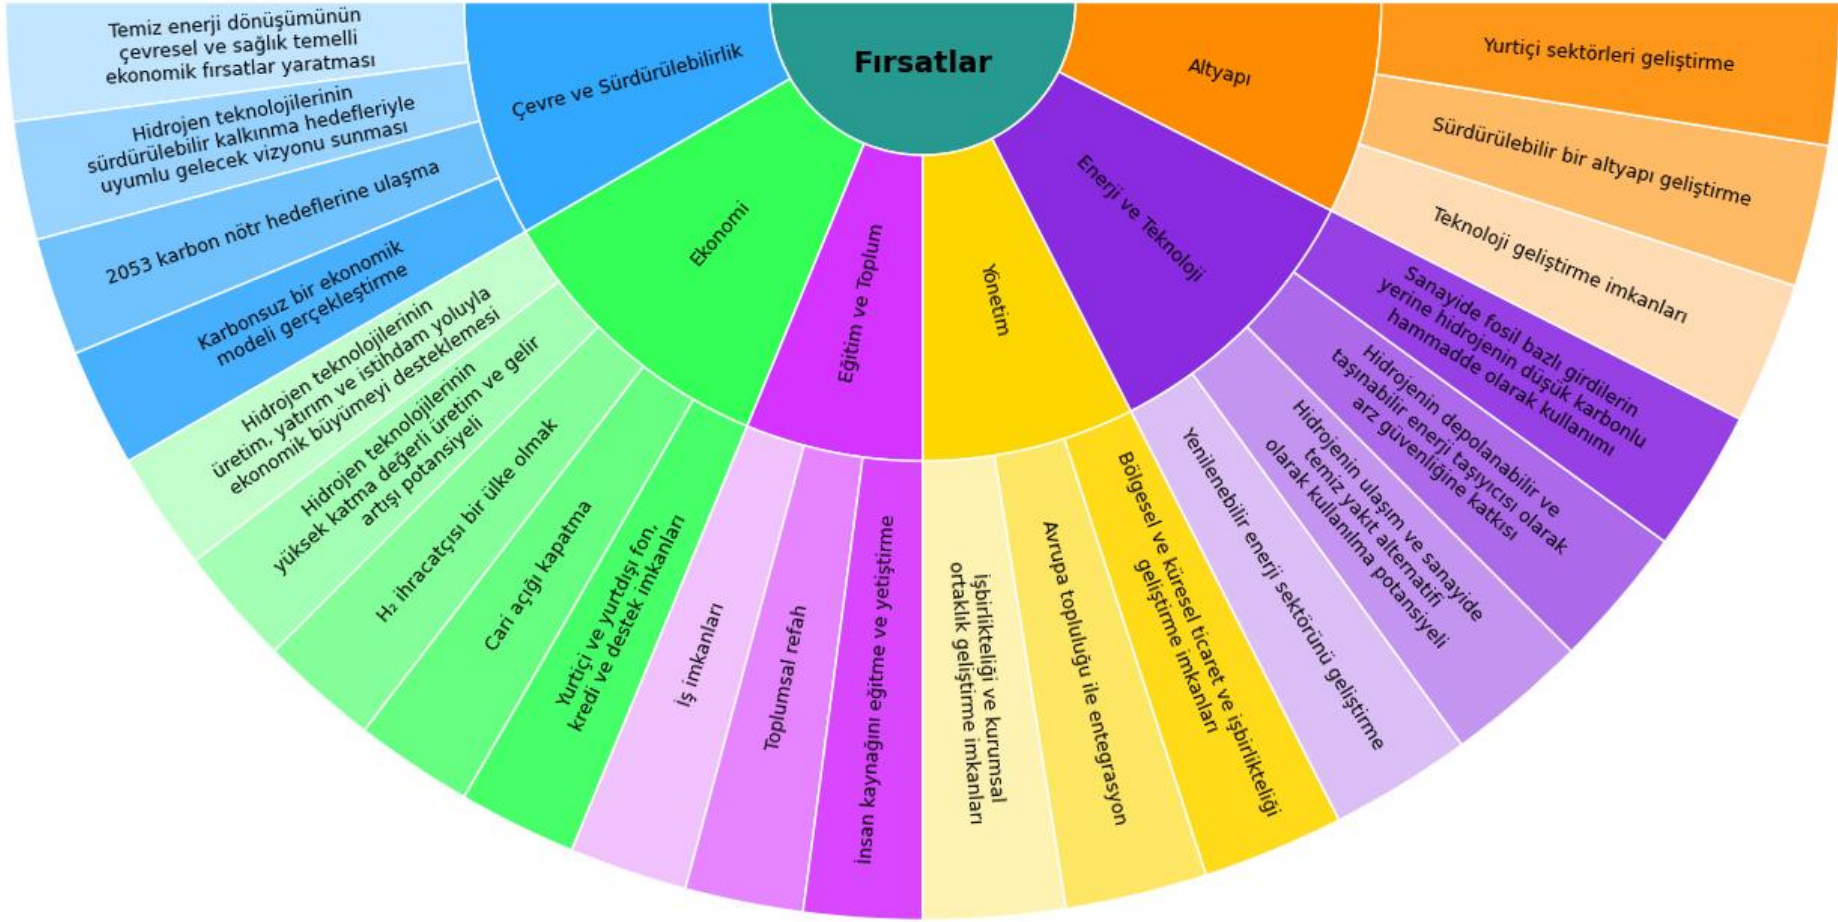 Fırsatlar
Çevre ve Sürdürülebilirlik
Temiz enerji dönüşümünün
çevresel ve sağlık temelli
ekonomik fırsatlar yaratması
Hidrojen teknolojilerinin
sürdürülebilir kalkınma hedefleriyle
uyumlu gelecek vizyonu sunması
2053 karbon nötr hedeflerine ulaşma
Karbonsuz bir ekonomik
modeli gerçekleştirme
Ekonomi
Hidrojen teknolojilerinin
üretim, yatırım ve istihdam yoluyla
ekonomik büyümeyi desteklemesi
Hidrojen teknolojilerinin
yüksek katma değerli üretim ve gelir
artışı potansiyeli
H₂ ihracatçısı bir ülke olmak
Cari açığı kapatma
Yurtiçi ve yurtdışı fon,
kredi ve destek imkanları
Eğitim ve Toplum
İş imkanları
Toplumsal refah
İnsan kaynağını eğitme ve yetiştirme
Yönetim
İşbirlikteliği ve kurumsal
ortaklık geliştirme imkanları
Avrupa topluluğu ile entegrasyon
Bölgesel ve küresel ticaret ve işbirlikteliği
geliştirme imkanları
Enerji ve Teknoloji
Yenilenebilir enerji sektörünü geliştirme
Hidrojenin ulaşım ve sanayide
temiz yakıt alternatifi
olarak kullanılma potansiyeli
Hidrojenin depolanabilir ve
taşınabilir enerji taşıyıcısı olarak
arz güvenliğine katkısı
Sanayide fosil bazlı girdilerin
yerine hidrojenin düşük karbonlu
hammadde olarak kullanımı
Altyapı
Teknoloji geliştirme imkanları
Sürdürülebilir bir altyapı geliştirme
Yurtiçi sektörleri geliştirme